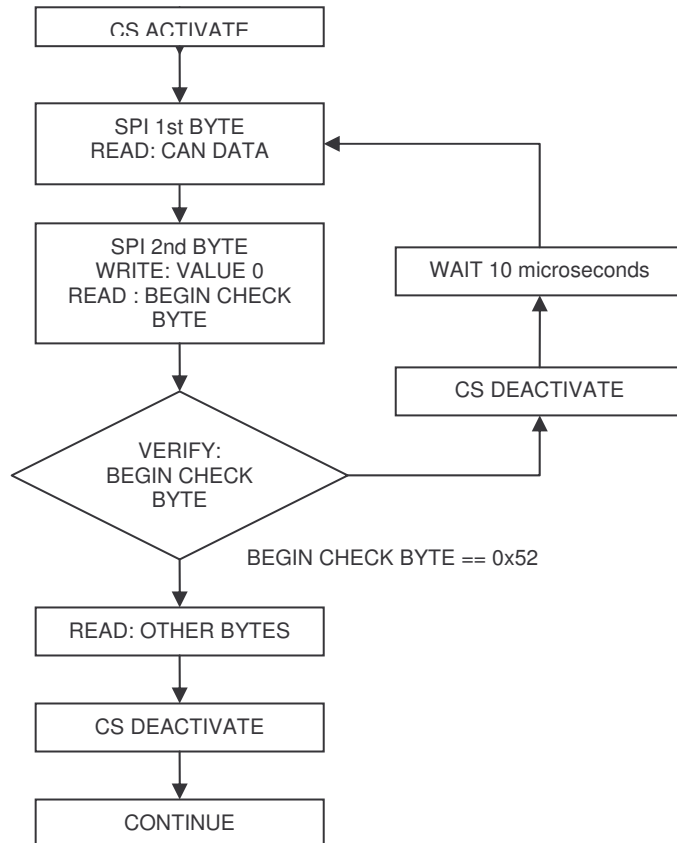 CS ACTIVATE
SPI 1st BYTE
READ: CAN DATA
SPI 2nd BYTE
WRITE: VALUE 0
READ : BEGIN CHECK
BYTE
WAIT 10 microseconds
CS DEACTIVATE
VERIFY:
BEGIN CHECK
BYTE
BEGIN CHECK BYTE == 0x52
READ: OTHER BYTES
CS DEACTIVATE
CONTINUE